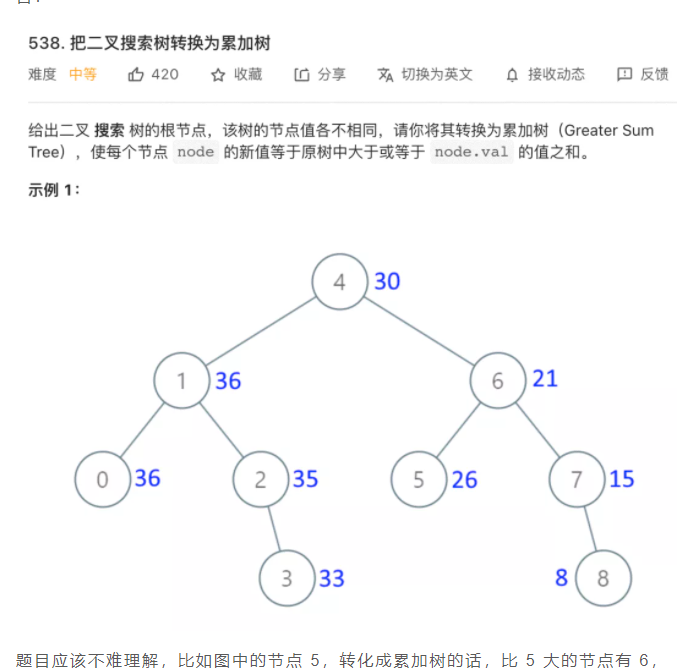 538. 把二叉搜索树转换为累加树
难度 中等 420 收藏 分享 切换为英文 接收动态 反馈
给出二叉 搜索 树的根节点，该树的节点值各不相同，请你将其转换为累加树（Greater Sum
Tree），使每个节点 node 的新值等于原树中大于或等于 node.val 的值之和。
示例 1：
4 30
1 36 6 21
0 36 2 35 5 26 7 15
3 33 8 8
题目应该不难理解，比如图中的节点 5，转化成累加树的话，比 5 大的节点有 6，